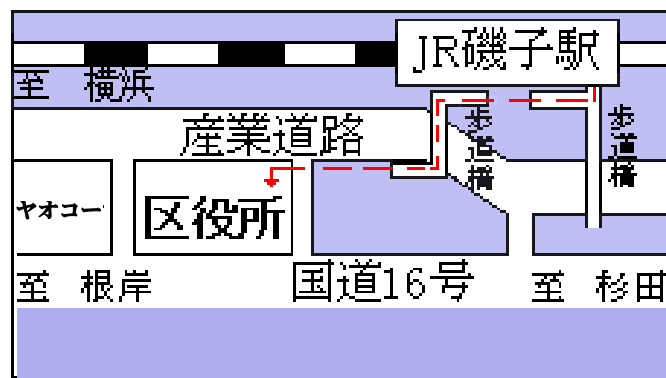 JR磯子駅
至 横浜
産業道路
歩道橋
歩道橋
ヤオコー
区役所
至 根岸
国道16号
至 杉田